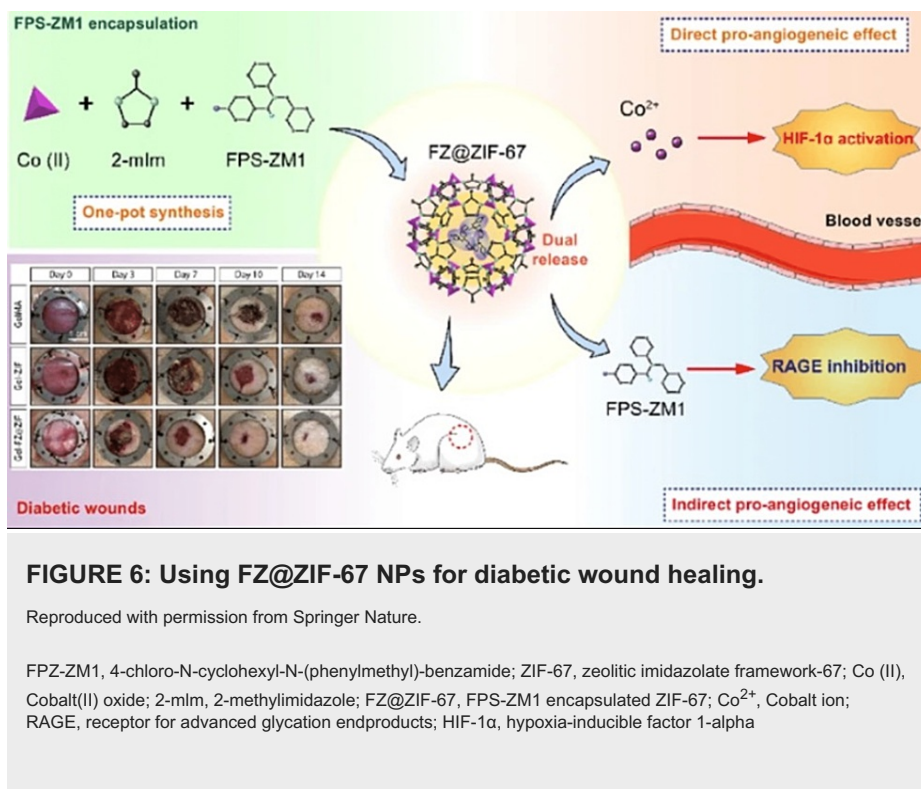 FPS-ZM1 encapsulation
Co (II)
+
2-mIm
+
FPS-ZM1
One-pot synthesis
FZ@ZIF-67
Dual
release
Direct pro-angiogeneic effect
Co2+
HIF-1α activation
Blood vesse
FPS-ZM1
RAGE inhibition
Indirect pro-angiogeneic effect
Day 0
Day 3
Day 7
Day 10
Day 14
GelMA
Gel-ZIF
Gel-FZ@ZIF
1 cm
Diabetic wounds
FIGURE 6: Using FZ@ZIF-67 NPs for diabetic wound healing.
Reproduced with permission from Springer Nature.
FPZ-ZM1, 4-chloro-N-cyclohexyl-N-(phenylmethyl)-benzamide; ZIF-67, zeolitic imidazolate framework-67; Co (II),
Cobalt(II) oxide; 2-mlm, 2-methylimidazole; FZ@ZIF-67, FPS-ZM1 encapsulated ZIF-67; Co2+, Cobalt ion;
RAGE, receptor for advanced glycation endproducts; HIF-1α, hypoxia-inducible factor 1-alpha